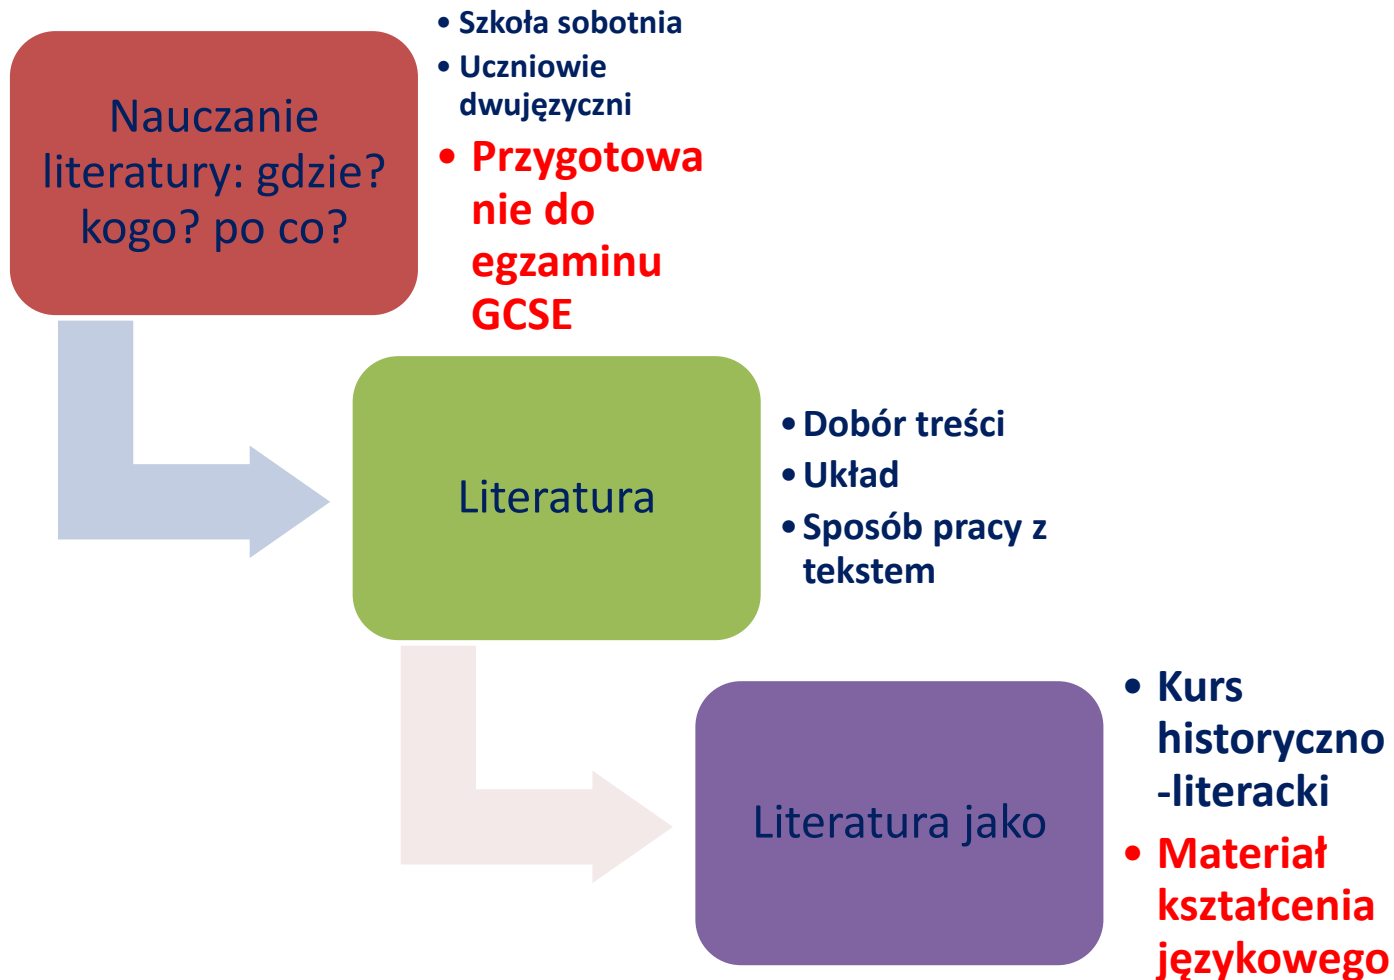 Nauczanie
literatury: gdzie?
kogo? po co?
• Szkoła sobotnia
• Uczniowie
dwujęzyczni
• Przygotowa
nie do
egzaminu
GCSE
Literatura
• Dobór treści
• Układ
• Sposób pracy z
tekstem
Literatura jako
• Kurs
historyczno
-literacki
• Materiał
kształcenia
językowego